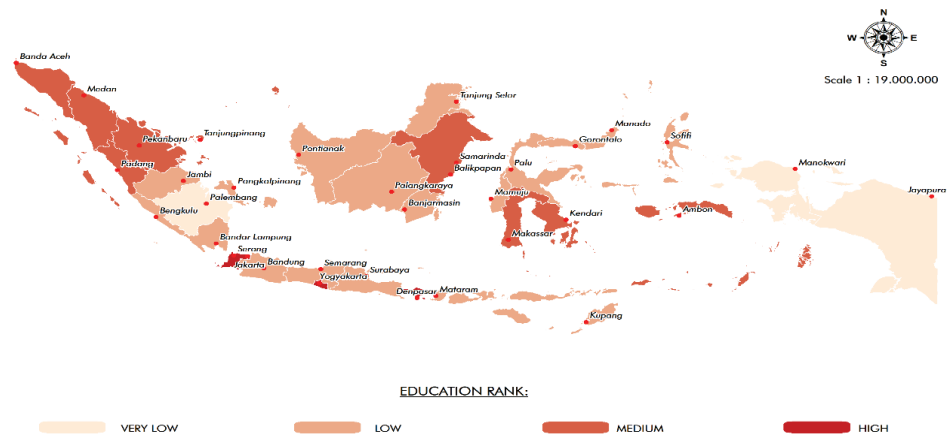 N
W E
S
Scale 1 : 19.000.000
Banda Aceh
Medan
Tanjung Selor
Manado
Tanjungpinang
Sofifi
Pekanbaru
Gorontalo
Pontianak
Samarinda
Padang
Palu
Manokwari
Balikpapan
Jambi
Pangkalpinang
Palangkaraya
Mamuju
Jayapura
Palembang
Banjarmasin
Ambon
Bengkulu
Kendari
Bandar Lampung
Makassar
Serang
Jakarta
Bandung
Semarang
Surabaya
Yogyakarta
Denpasar
Mataram
Kupang
EDUCATION RANK:
VERY LOW LOW MEDIUM HIGH